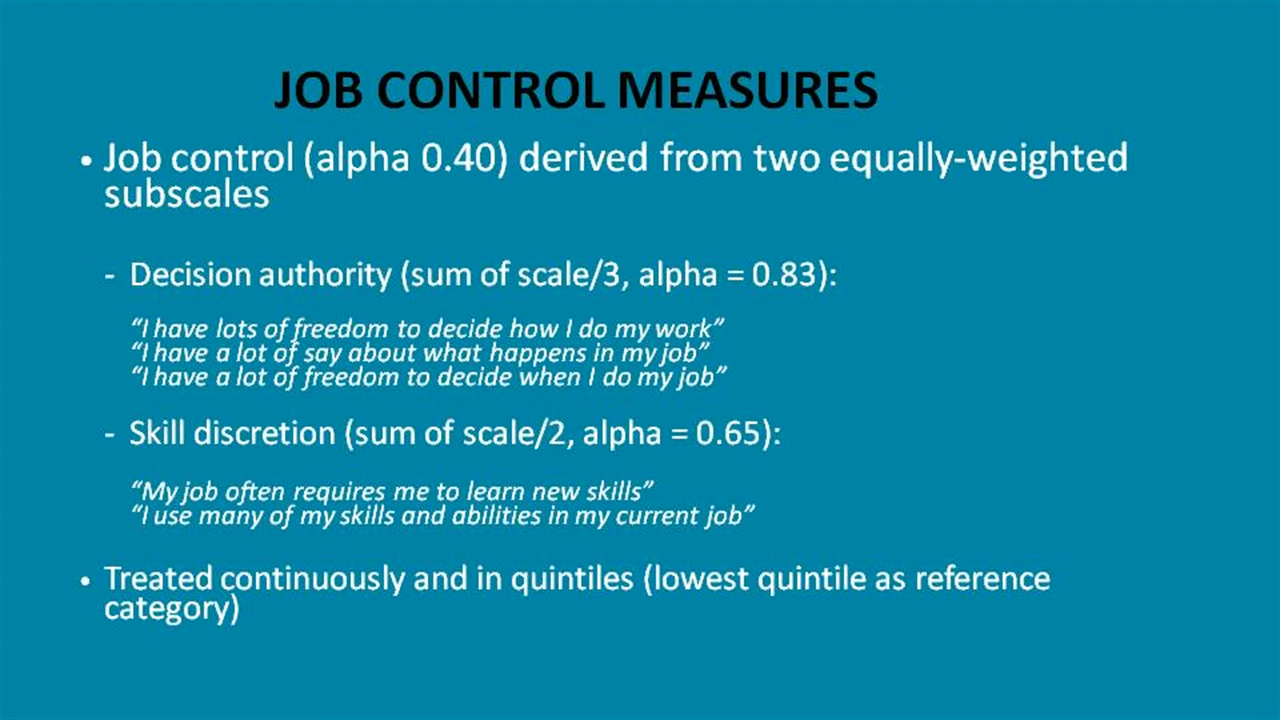 JOB CONTROL MEASURES
• Job control (alpha 0.40) derived from two equally-weighted
subscales
- Decision authority (sum of scale/3, alpha = 0.83):
“I have lots of freedom to decide how I do my work”
“I have a lot of say about what happens in my job”
“I have a lot of freedom to decide when I do my job”
- Skill discretion (sum of scale/2, alpha = 0.65):
“My job often requires me to learn new skills”
“I use many of my skills and abilities in my current job”
• Treated continuously and in quintiles (lowest quintile as reference
category)